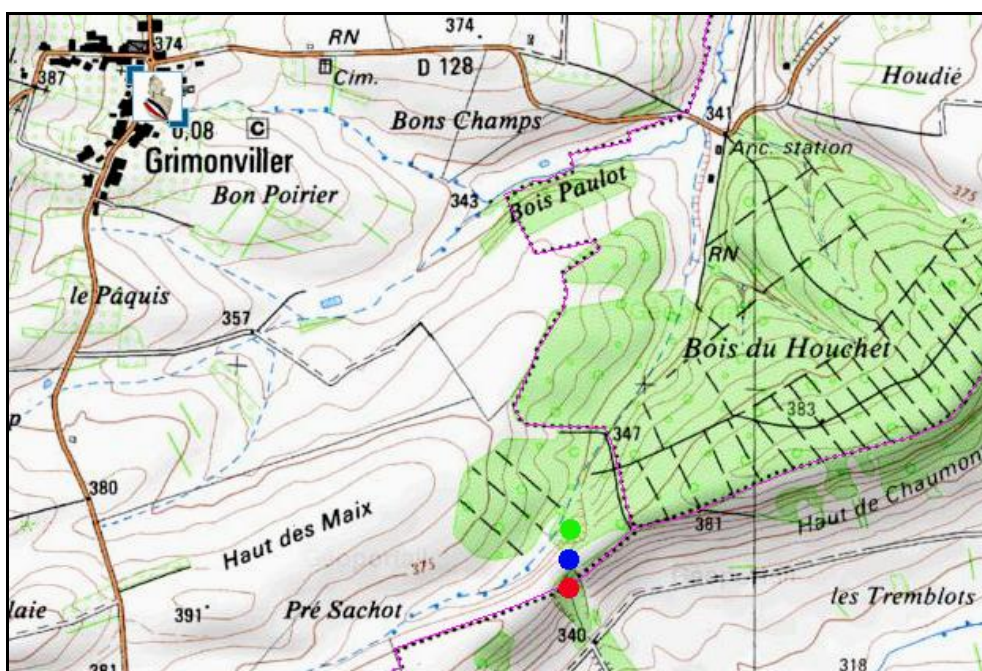 374
RN
374
387
Cim.
D 128
Houdié
Bons Champs
341
0,08
C
Anc. station
Grimonviller
Bon Poirier
343
Bois Paulot
375
RN
le Pâquis
357
Bois du Houchet
383
347
p
380
381
Haut de Chaumon
Haut des Maix
375
les Tremblots
laie
391
Pré Sachot
340
318
381